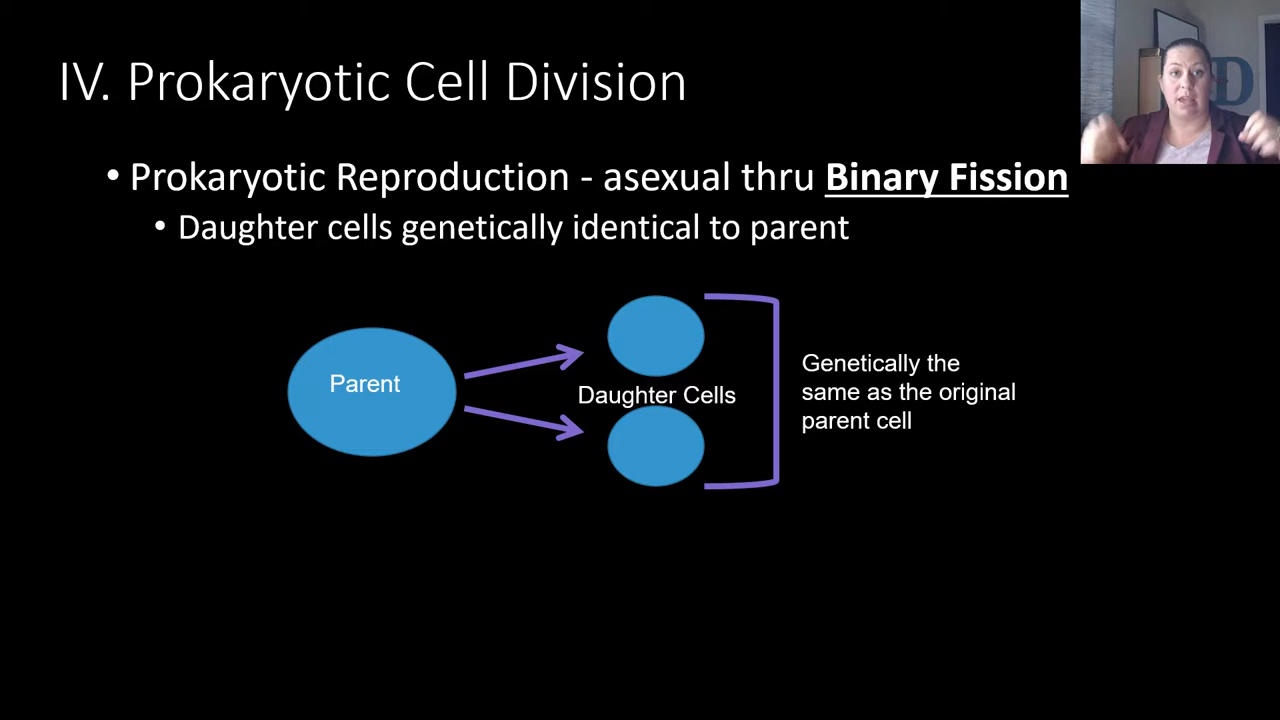 IV. Prokaryotic Cell Division
• Prokaryotic Reproduction - asexual thru Binary Fission
• Daughter cells genetically identical to parent
Parent
Daughter Cells
Genetically the
same as the original
parent cell
D